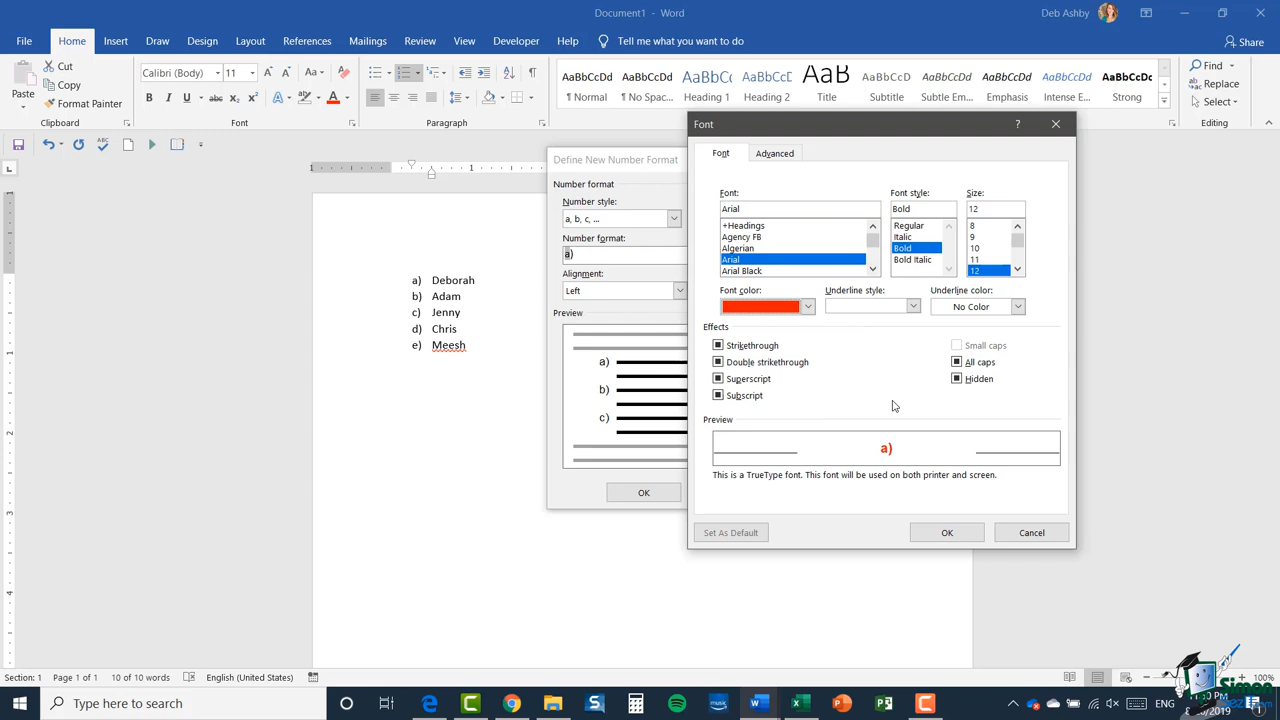 Document1 - Word
Deb Ashby
File Home Insert Draw Design Layout References Mailings Review View Developer Help Tell me what you want to do
Share
Paste
Cut
Copy
Format Painter
Clipboard
Calibri (Body) 11
Font
Paragraph
AaBbCcDd AaBbCcDd AaBbCcDd AaBbCcDd AaB AaBbCcDd AaBbCcDd AaBbCcDd AaBbCcDd AaBbCcDc
¶ Normal ¶ No Spac... Heading 1 Heading 2 Title Subtitle Subtle Em... Emphasis Intense E... Strong
Find
Replace
Select
Editing
a) Deborah
b) Adam
c) Jenny
d) Chris
e) Meesh
Define New Number Format
Number format
Number style:
a, b, c, ...
Number format:
a)
Alignment:
Left
Preview
a)
b)
c)
OK
Font
?
Font Advanced
Font: Font style: Size:
Arial Bold 12
+Headings Regular 8
Agency FB Italic 9
Algerian Bold 10
Arial Bold Italic 11
Arial Black 12
Font color: Underline style: Underline color:
No Color
Effects
Strikethrough Small caps
Double strikethrough All caps
Superscript Hidden
Subscript
Preview
a)
This is a TrueType font. This font will be used on both printer and screen.
Set As Default OK Cancel
Section: 1 Page 1 of 1 10 of 10 words English (United States)
100%
Type here to search
ENG